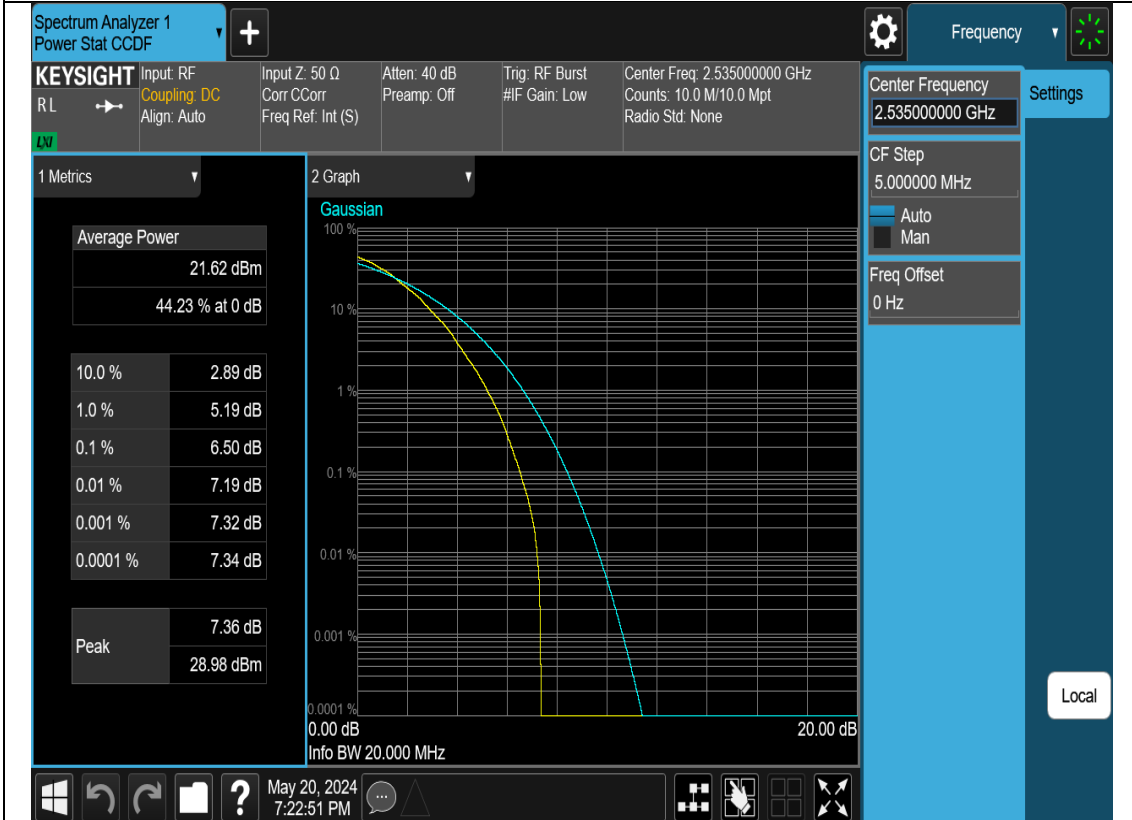 Spectrum Analyzer 1
Power Stat CCDF
Frequency
KEYSIGHT
RL
LXI
Input: RF
Coupling: DC
Align: Auto
Input Z: 50 Ω
Corr CCorr
Freq Ref: Int (S)
Atten: 40 dB
Preamp: Off
Trig: RF Burst
#IF Gain: Low
Center Freq: 2.535000000 GHz
Counts: 10.0 M/10.0 Mpt
Radio Std: None
1 Metrics
Average Power
21.62 dBm
44.23 % at 0 dB
10.0 % 2.89 dB
1.0 % 5.19 dB
0.1 % 6.50 dB
0.01 % 7.19 dB
0.001 % 7.32 dB
0.0001 % 7.34 dB
Peak 7.36 dB
28.98 dBm
2 Graph
Gaussian
100 %
10 %
1 %
0.1 %
0.01 %
0.001 %
0.0001 %
0.00 dB 20.00 dB
Info BW 20.000 MHz
Center Frequency
2.535000000 GHz
Settings
CF Step
5.000000 MHz
Auto
Man
Freq Offset
0 Hz
Local
?
May 20, 2024
7:22:51 PM